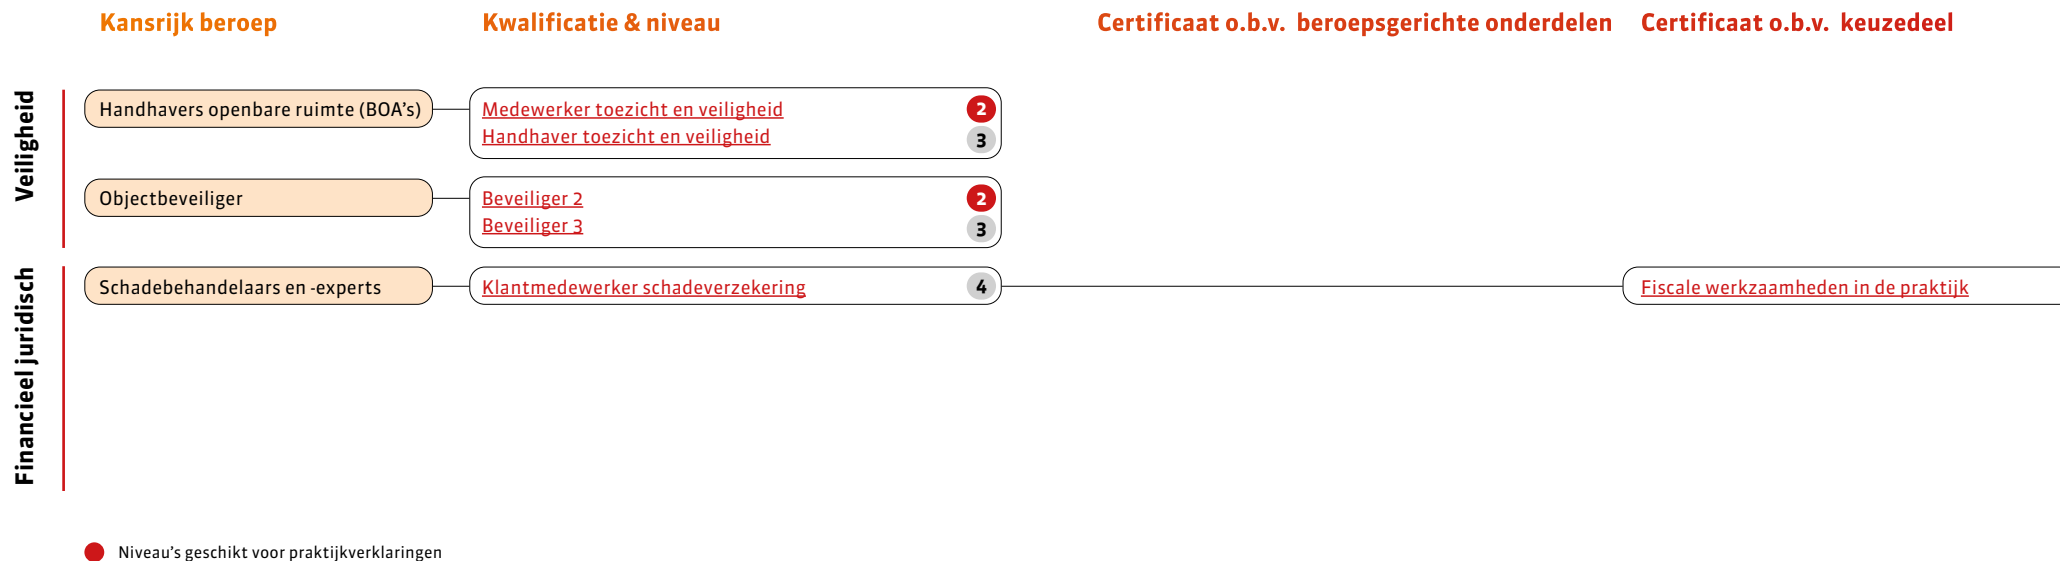 Kansrijk beroep
Kwalificatie & niveau
Certificaat o.b.v. beroepsgerichte onderdelen
Certificaat o.b.v. keuzedeel
Veiligheid
Handhavers openbare ruimte (BOA's)
Medewerker toezicht en veiligheid 2
Handhaver toezicht en veiligheid 3
Objectbeveiliger
Beveiliger 2 2
Beveiliger 3 3
Financieel juridisch
Schadebehandelaars en -experts
Klantmedewerker schadeverzekering 4
Fiscale werkzaamheden in de praktijk
Niveau's geschikt voor praktijkverklaringen